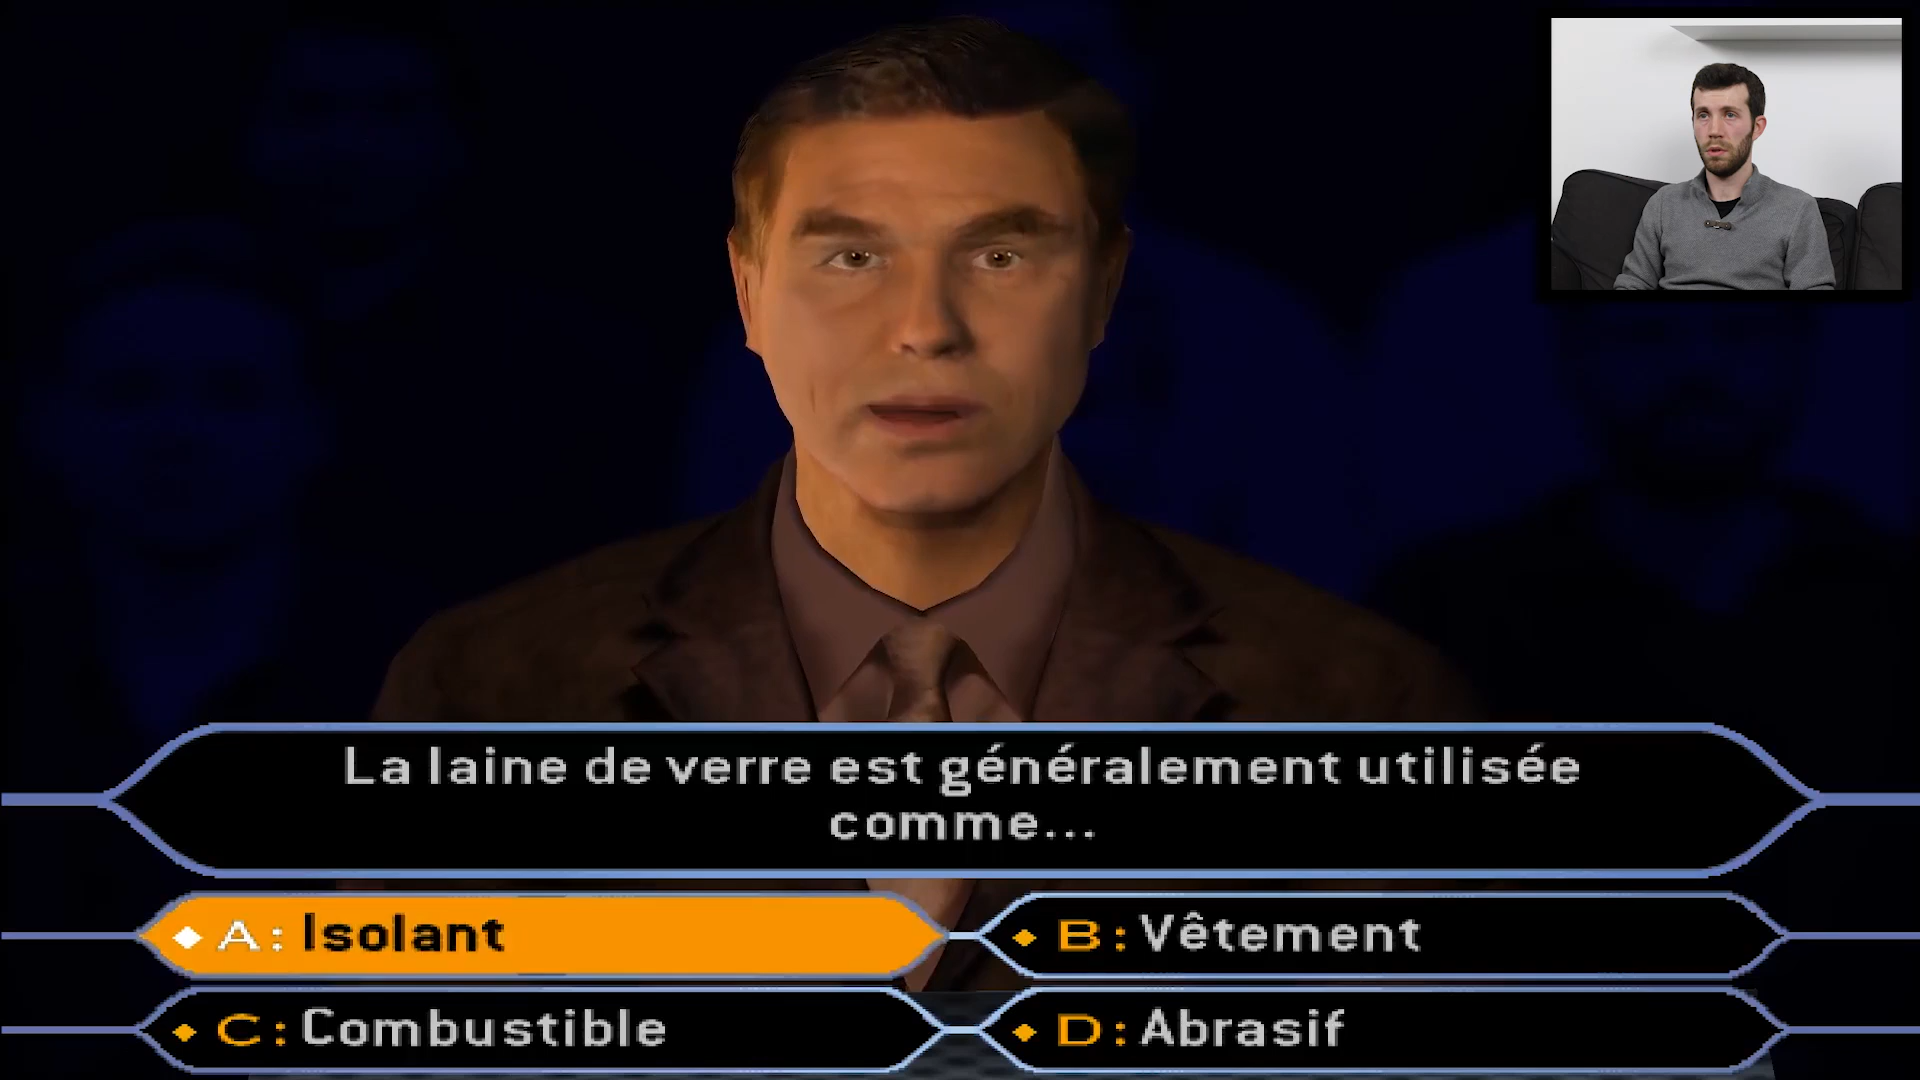 La laine de verre est généralement utilisée
comme...
A: Isolant
B: Vêtement
C: Combustible
D: Abrasif